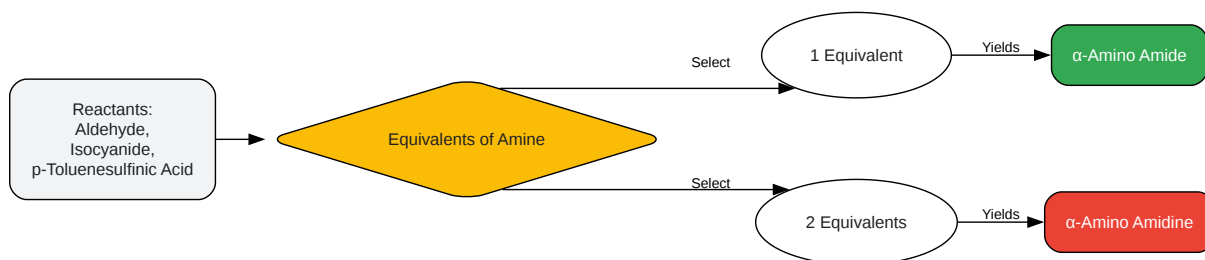 Reactants:
Aldehyde,
Isocyanide,
p-Toluenesulfinic Acid
Equivalents of Amine
Select
1 Equivalent
Yields
α-Amino Amide
Select
2 Equivalents
Yields
α-Amino Amidine